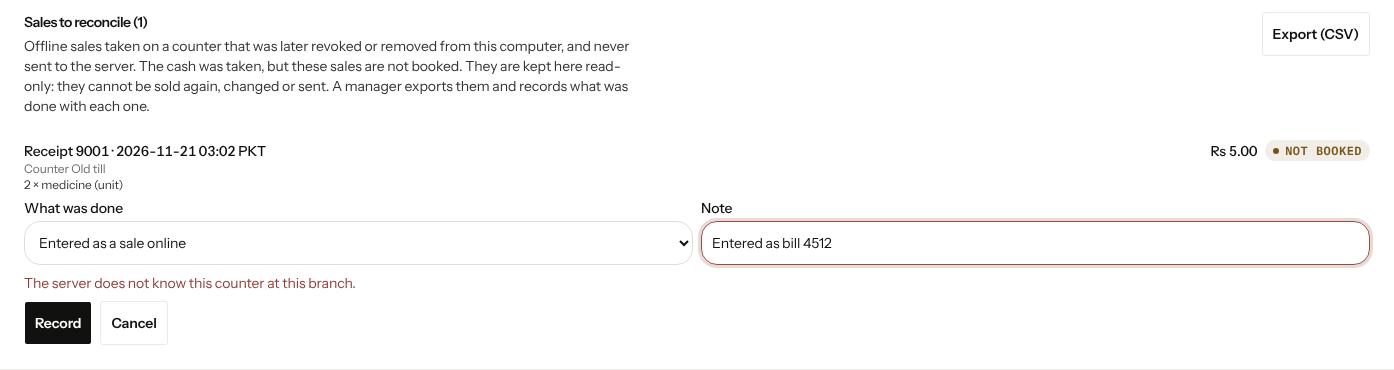 Sales to reconcile (1)
Export (CSV)
Offline sales taken on a counter that was later revoked or removed from this computer, and never
sent to the server. The cash was taken, but these sales are not booked. They are kept here read-
only: they cannot be sold again, changed or sent. A manager exports them and records what was
done with each one.
Receipt 9001 · 2026-11-21 03:02 PKT
Rs 5.00
NOT BOOKED
Counter Old till
2 × medicine (unit)
What was done
Note
Entered as a sale online
Entered as bill 4512
The server does not know this counter at this branch.
Record
Cancel